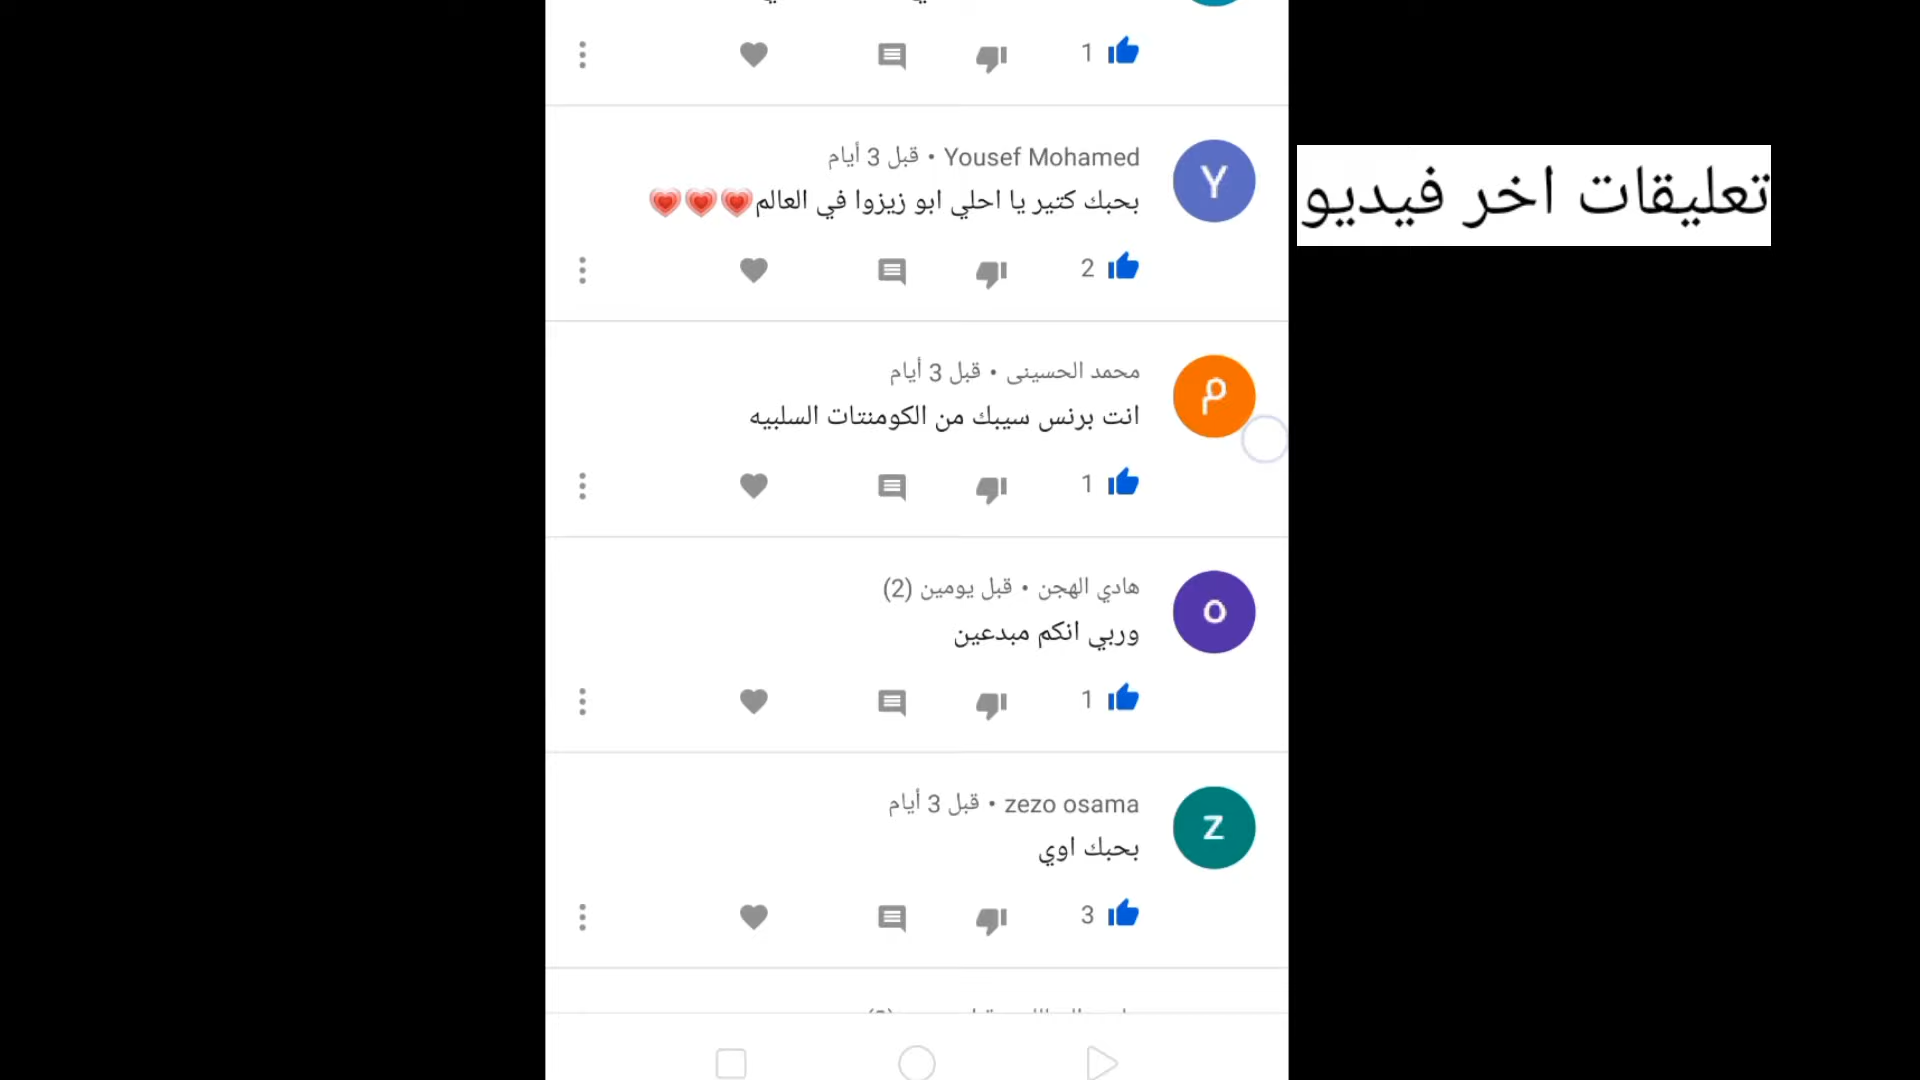 1
Yousef Mohamed • قبل 3 أيام
بحبك كتير يا احلي ابو زيزوا في العالم💗💗💗
2
محمد الحسينى • قبل 3 أيام
انت برنس سيبك من الكومنتات السلبيه
1
هادي الهجن • قبل يومين (2)
وربي انكم مبدعين
1
zezo osama • قبل 3 أيام
بحبك اوي
3
Y
م
o
z
تعليقات اخر فيديو